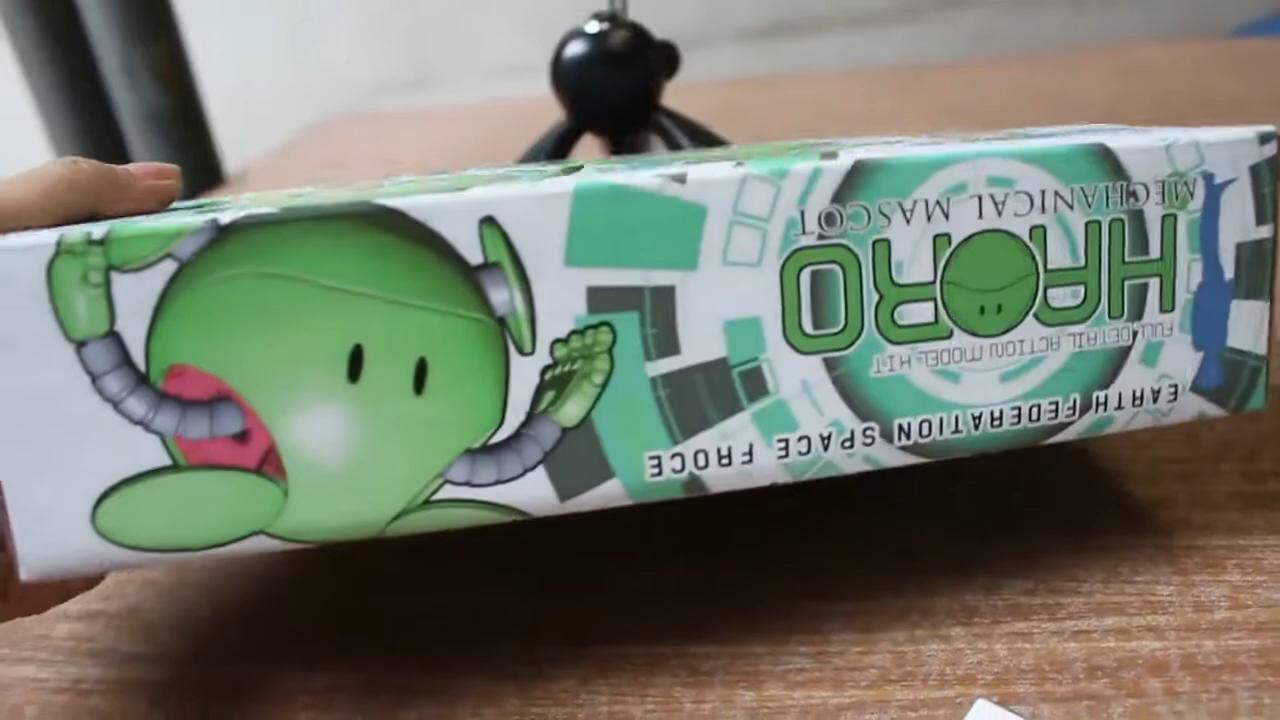 EARTH FEDERATION SPACE FROCE
FULL DETAIL ACTION MODEL KIT
HARO
MECHANICAL MASCOT